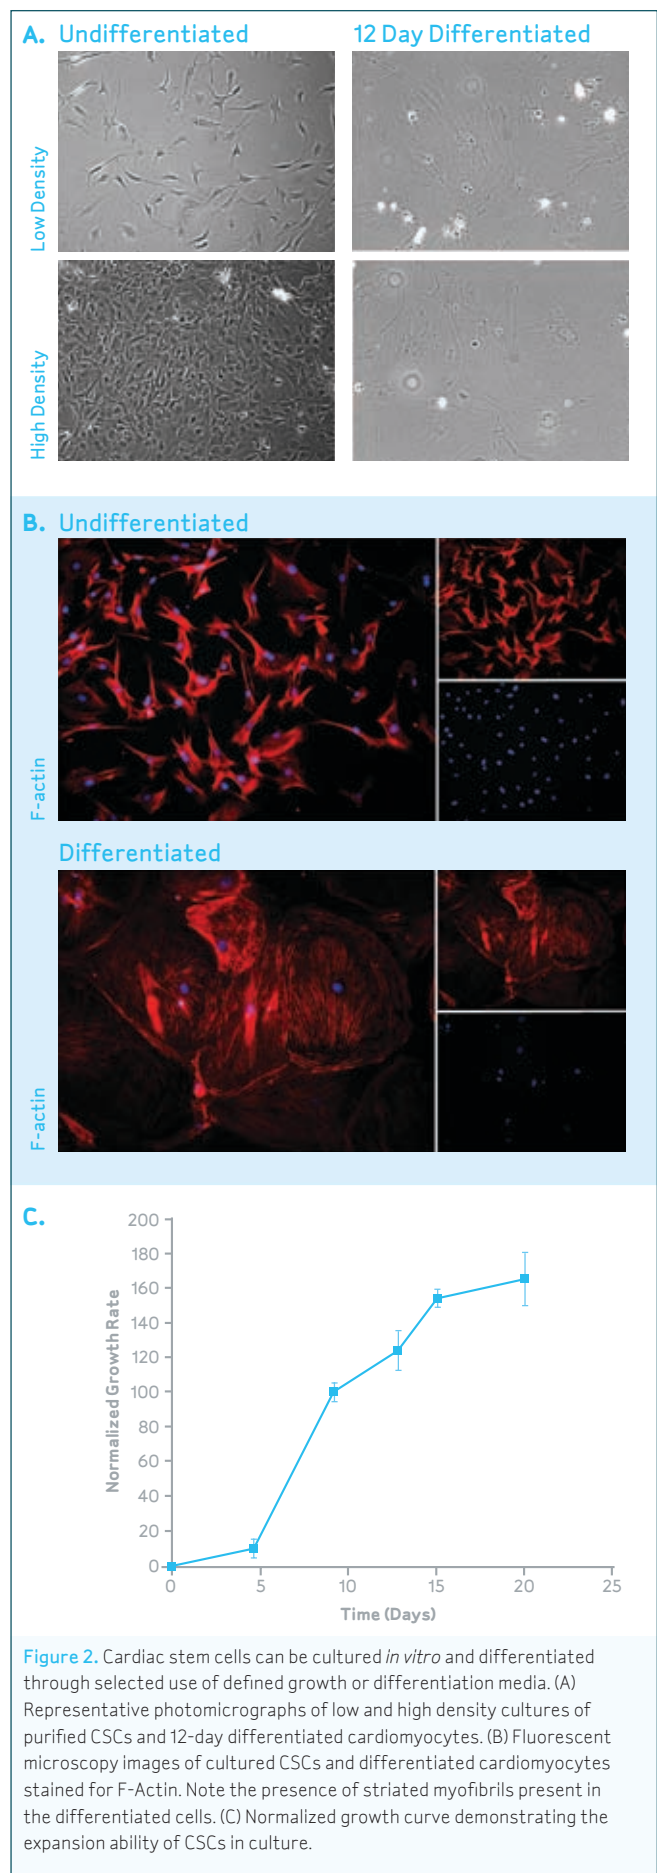 A. Undifferentiated
12 Day Differentiated
Low Density
High Density
B. Undifferentiated
F-actin
Differentiated
F-actin
C.
Normalized Growth Rate
200
180
160
140
120
100
80
60
40
20
0
0 5 10 15 20 25
Time (Days)
Figure 2. Cardiac stem cells can be cultured in vitro and differentiated
through selected use of defined growth or differentiation media. (A)
Representative photomicrographs of low and high density cultures of
purified CSCs and 12-day differentiated cardiomyocytes. (B) Fluorescent
microscopy images of cultured CSCs and differentiated cardiomyocytes
stained for F-Actin. Note the presence of striated myofibrils present in
the differentiated cells. (C) Normalized growth curve demonstrating the
expansion ability of CSCs in culture.